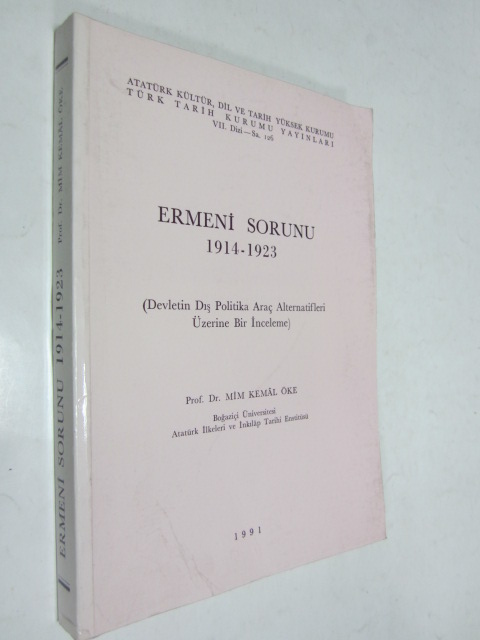 ATATÜRK KÜLTÜR, DİL VE TARİH YÜKSEK KURUMU
TÜRK TARİH KURUMU YAYINLARI
VII. Dizi—Sa. 126
ERMENİ SORUNU
1914-1923
(Devletin Dış Politika Araç Alternatifleri
Üzerine Bir İnceleme)
Prof. Dr. MİM KEMÂL ÖKE
Boğaziçi Üniversitesi
Atatürk İlkeleri ve İnkılâp Tarihi Enstitüsü
1991
ERMENİ SORUNU 1914-1923 Prof. Dr. MİM KEMÂL ÖKE